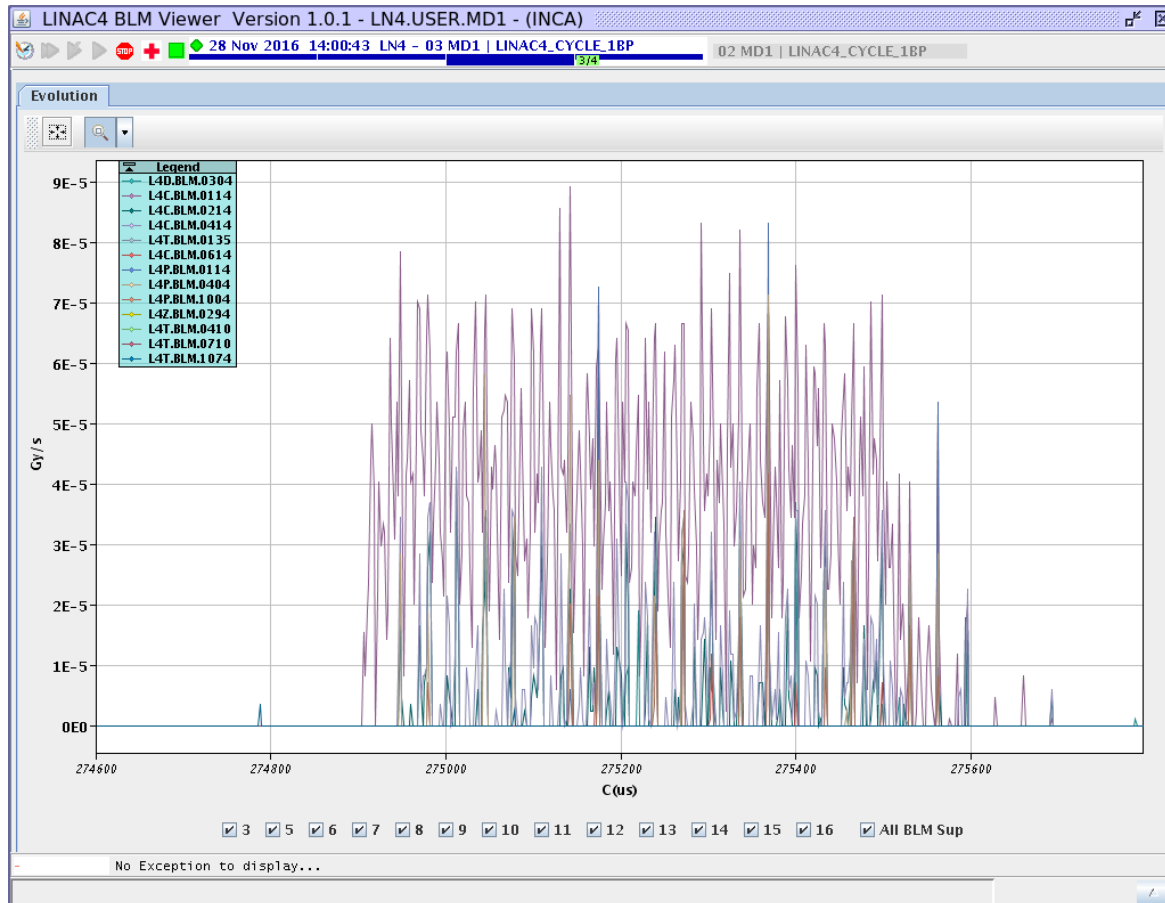 LINAC4 BLM Viewer Version 1.0.1 - LN4.USER.MD1 - (INCA)
STOP
28 Nov 2016 14:00:43 LN4 - 03 MD1 | LINAC4_CYCLE_1BP
3/4
02 MD1 | LINAC4_CYCLE_1BP
Evolution
Legend
L4D.BLM.0304
L4C.BLM.0114
L4C.BLM.0214
L4C.BLM.0414
L4T.BLM.0135
L4C.BLM.0614
L4P.BLM.0114
L4P.BLM.0404
L4P.BLM.1004
L4Z.BLM.0294
L4T.BLM.0410
L4T.BLM.0710
L4T.BLM.1074
9E-5
8E-5
7E-5
6E-5
5E-5
4E-5
3E-5
2E-5
1E-5
0E0
Gy/s
274600 274800 275000 275200 275400 275600
C(us)
3 5 6 7 8 9 10 11 12 13 14 15 16 All BLM Sup
- No Exception to display...